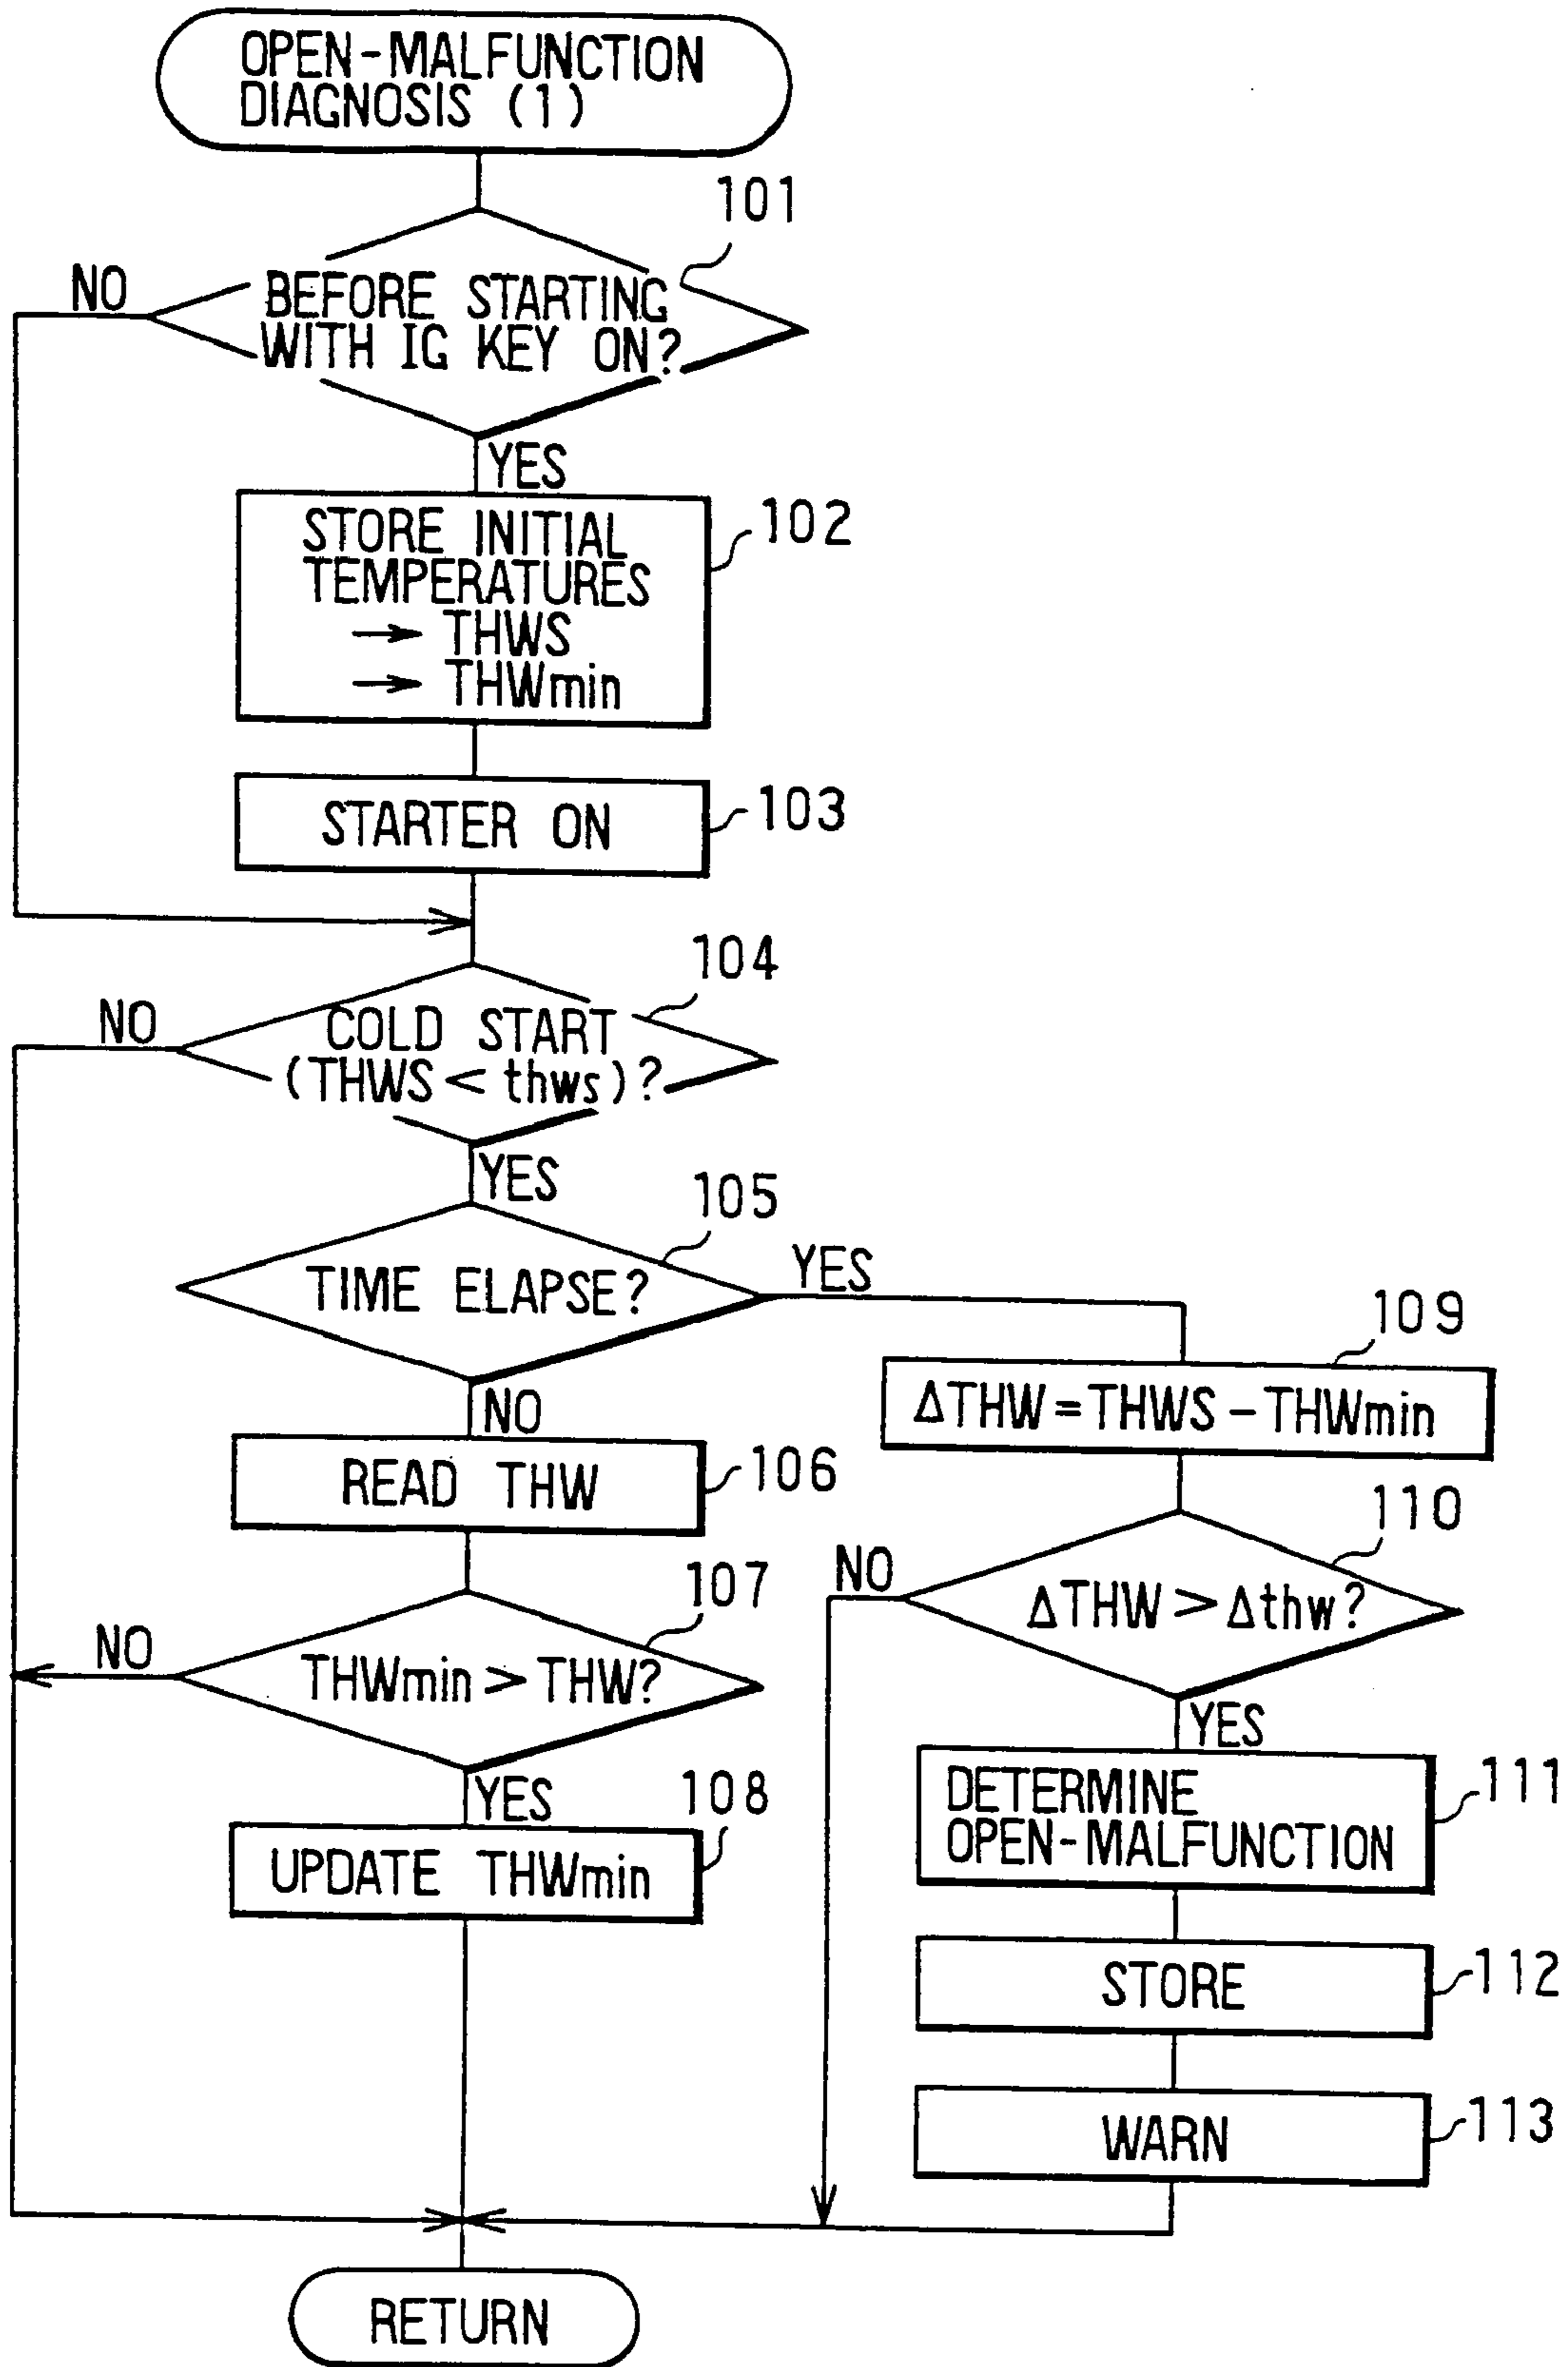 OPEN-MALFUNCTION
DIAGNOSIS (1)
101
NO
BEFORE STARTING
WITH IG KEY ON?
YES
102
STORE INITIAL
TEMPERATURES
→ THWS
→ THWmin
103
STARTER ON
104
NO
COLD START
(THWS < thws)?
YES
105
TIME ELAPSE?
YES
109
ΔTHW = THWS - THWmin
NO
106
READ THW
110
NO
ΔTHW > Δthw?
107
NO
THWmin > THW?
YES
YES
108
UPDATE THWmin
111
DETERMINE
OPEN-MALFUNCTION
112
STORE
113
WARN
RETURN